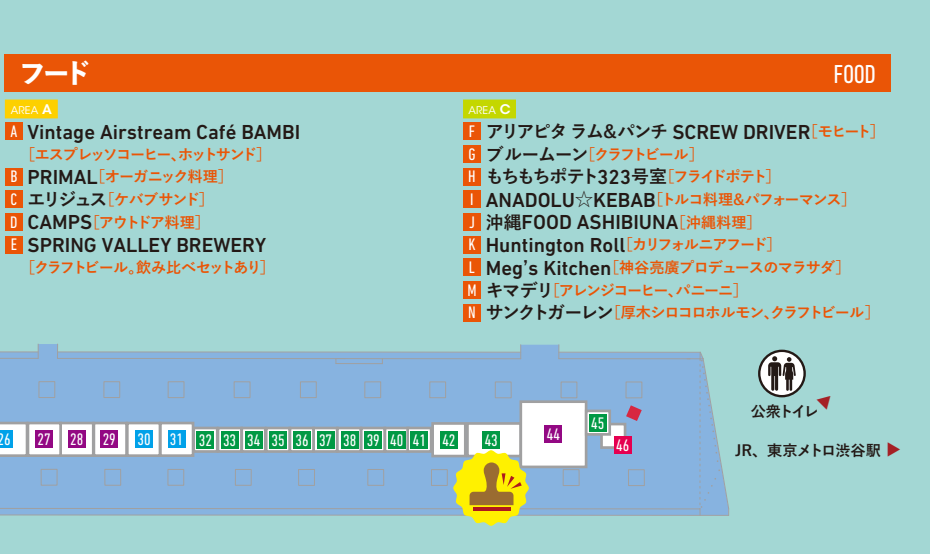 フード
FOOD
AREA A
A Vintage Airstream Café BAMBI
[エスプレッソコーヒー、ホットサンド]
B PRIMAL[オーガニック料理]
C エリジュス[ケバブサンド]
D CAMPS[アウトドア料理]
E SPRING VALLEY BREWERY
[クラフトビール。飲み比べセットあり]
AREA C
F アリアピタ ラム&パンチ SCREW DRIVER[モヒート]
G ブルームーン[クラフトビール]
H もちもちポテト323号室[フライドポテト]
I ANADOLU☆KEBAB[トルコ料理&パフォーマンス]
J 沖縄FOOD ASHIBIUNA[沖縄料理]
K Huntington Roll[カリフォルニアフード]
L Meg's Kitchen[神谷亮廣プロデュースのマラサダ]
M キマデリ[アレンジコーヒー、パニーニ]
N サンクトガーレン[厚木シロコロホルモン、クラフトビール]
26 27 28 29 30 31 32 33 34 35 36 37 38 39 40 41 42 43 44 45 46
公衆トイレ
JR、東京メトロ渋谷駅